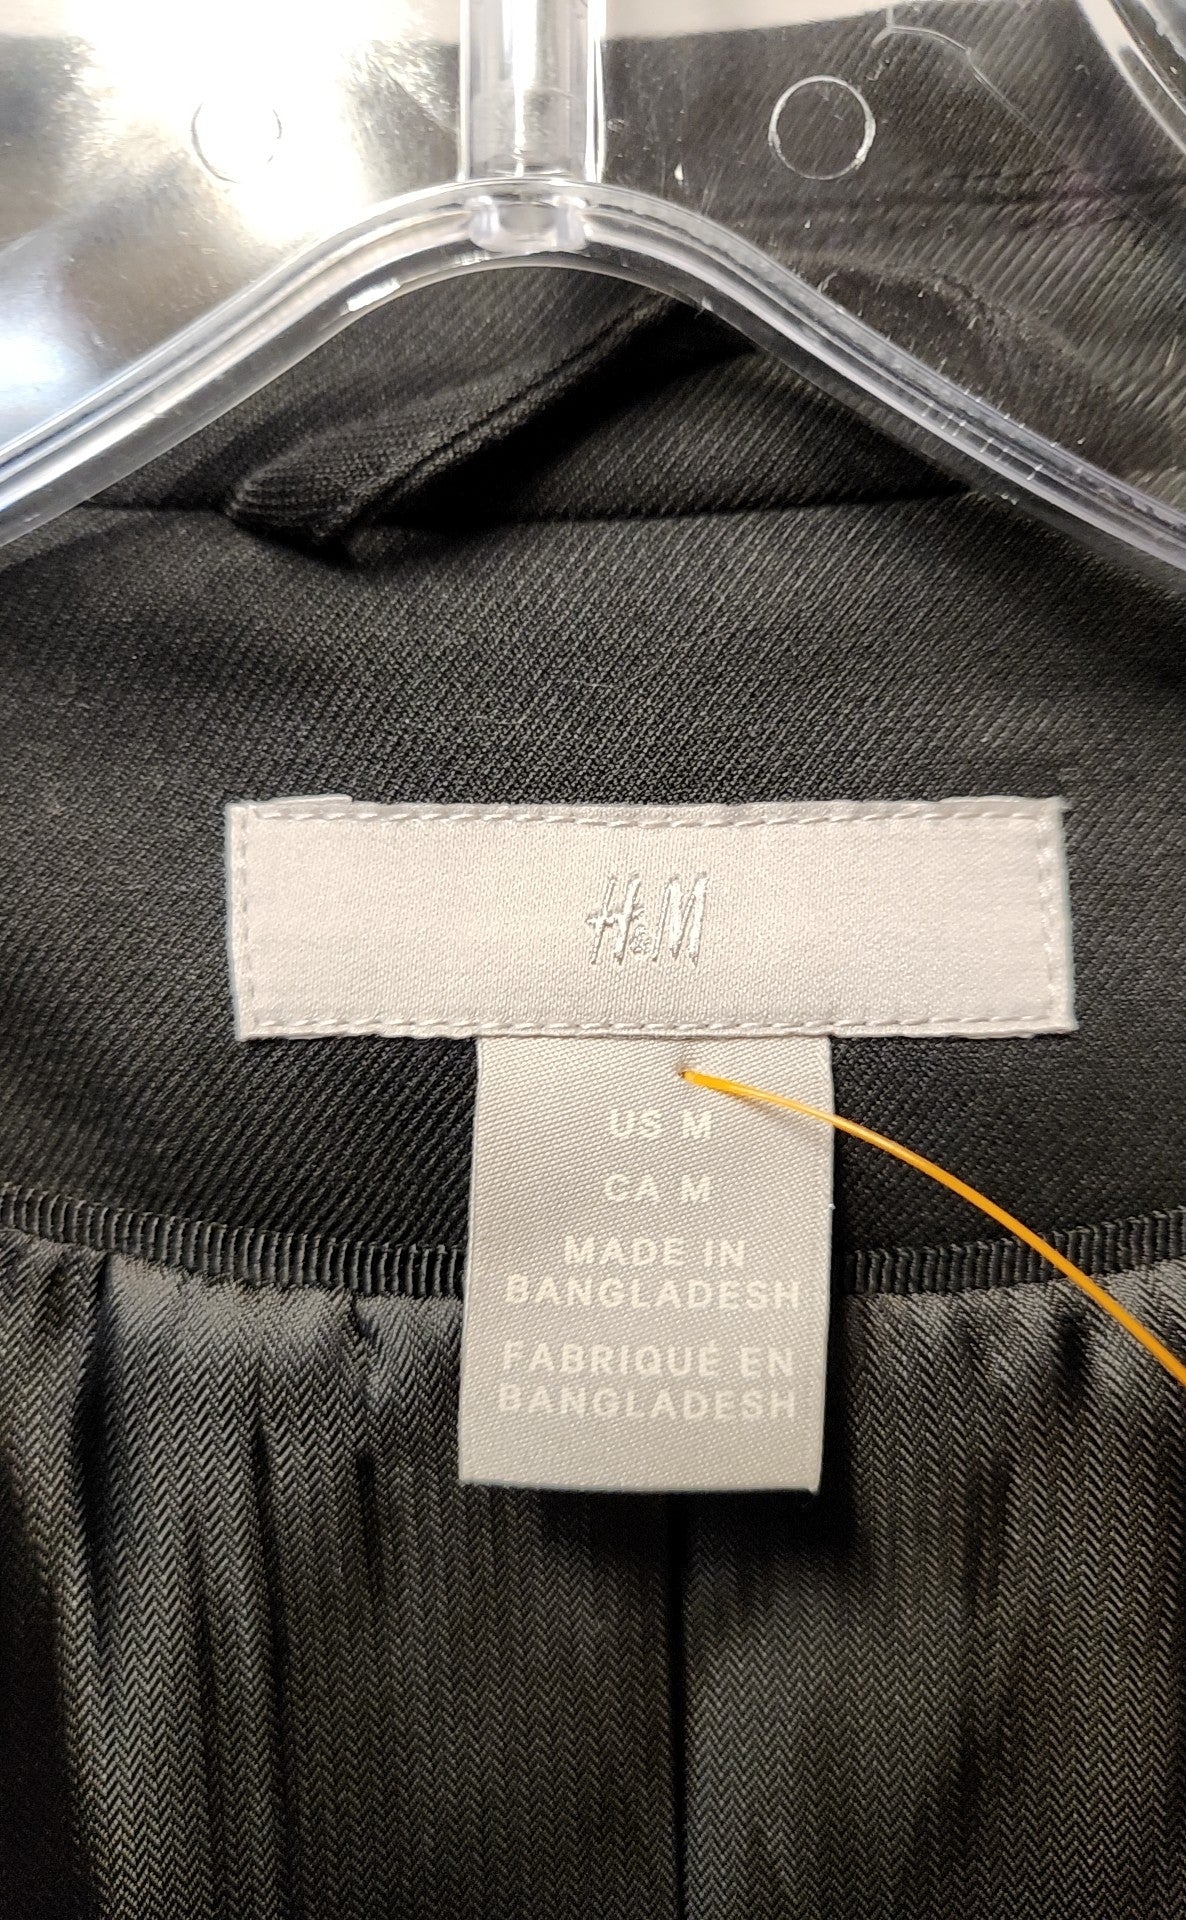 H&M
US M
CA M
MADE IN
BANGLADESH
FABRIQUÉ EN
BANGLADESH